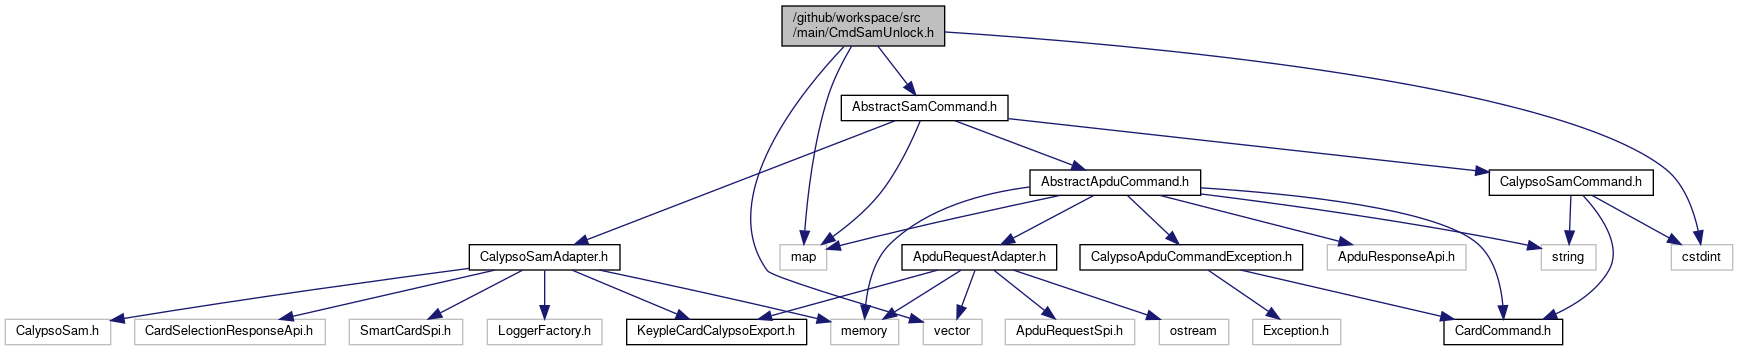 /github/workspace/src
/main/CmdSamUnlock.h
AbstractSamCommand.h
AbstractApduCommand.h
CalypsoSamCommand.h
CalypsoSamAdapter.h
map
ApduRequestAdapter.h
CalypsoApduCommandException.h
ApduResponseApi.h
string
cstdint
CalypsoSam.h
CardSelectionResponseApi.h
SmartCardSpi.h
LoggerFactory.h
KeypleCardCalypsoExport.h
memory
vector
ApduRequestSpi.h
ostream
Exception.h
CardCommand.h